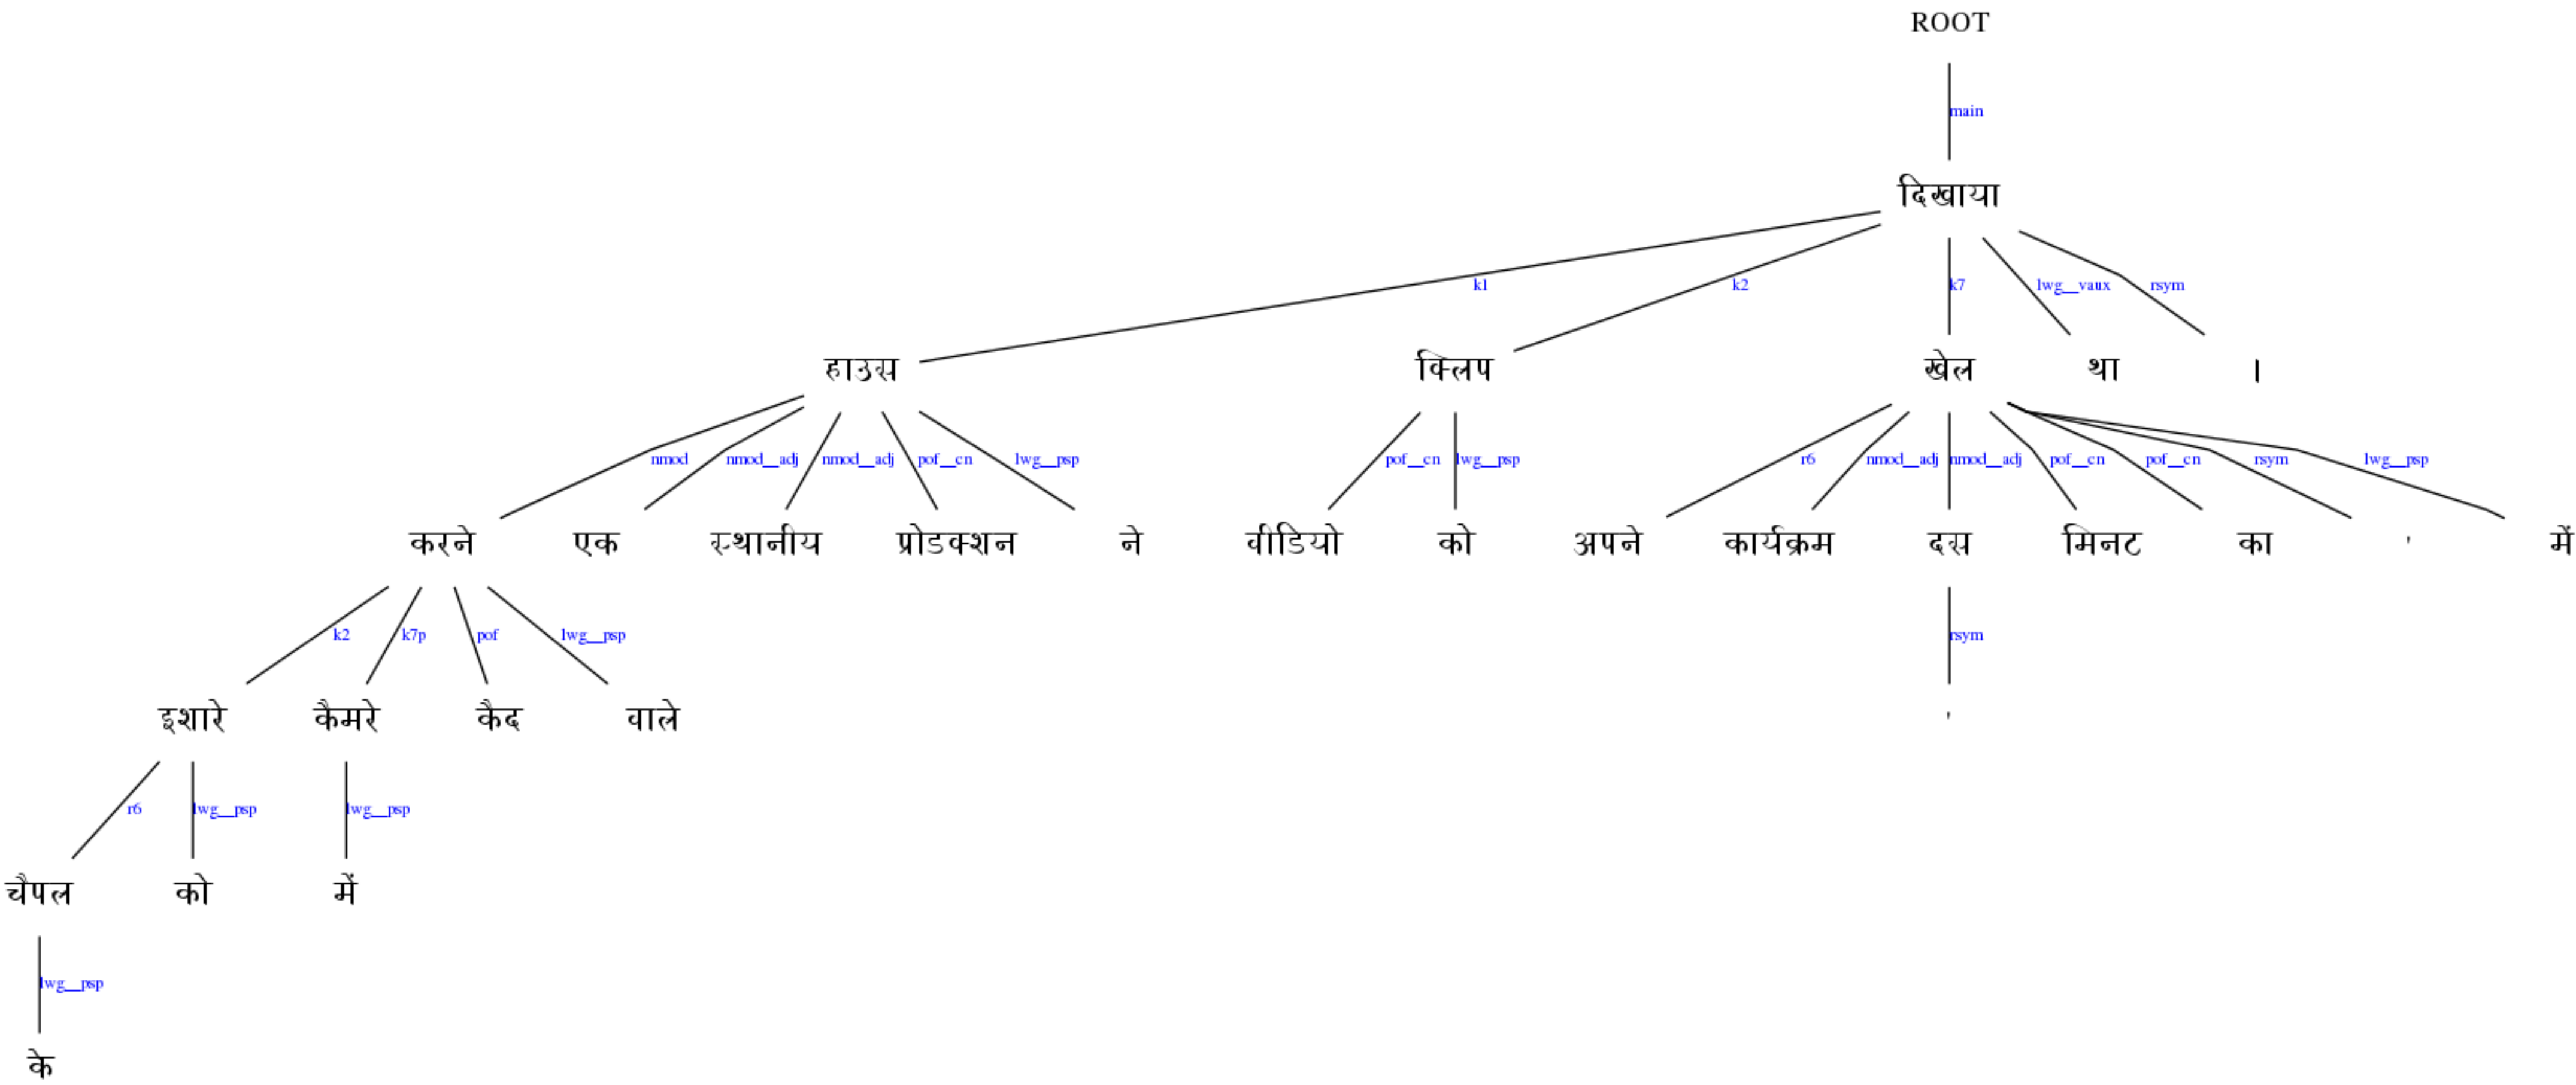 ROOT
main
दिखाया
k1 k2 k7 lwg__vaux rsym
हाउस क्लिप खेल था ।
nmod nmod__adj nmod__adj pof__cn lwg__psp pof__cn lwg__psp r6 nmod__adj nmod__adj pof__cn pof__cn rsym lwg__psp
करने एक स्थानीय प्रोडक्शन ने वीडियो को अपने कार्यक्रम दस मिनट का ' में
k2 k7p pof lwg__psp rsym
इशारे कैमरे कैद वाले '
r6 lwg__psp lwg__psp
चैपल को में
lwg__psp
के